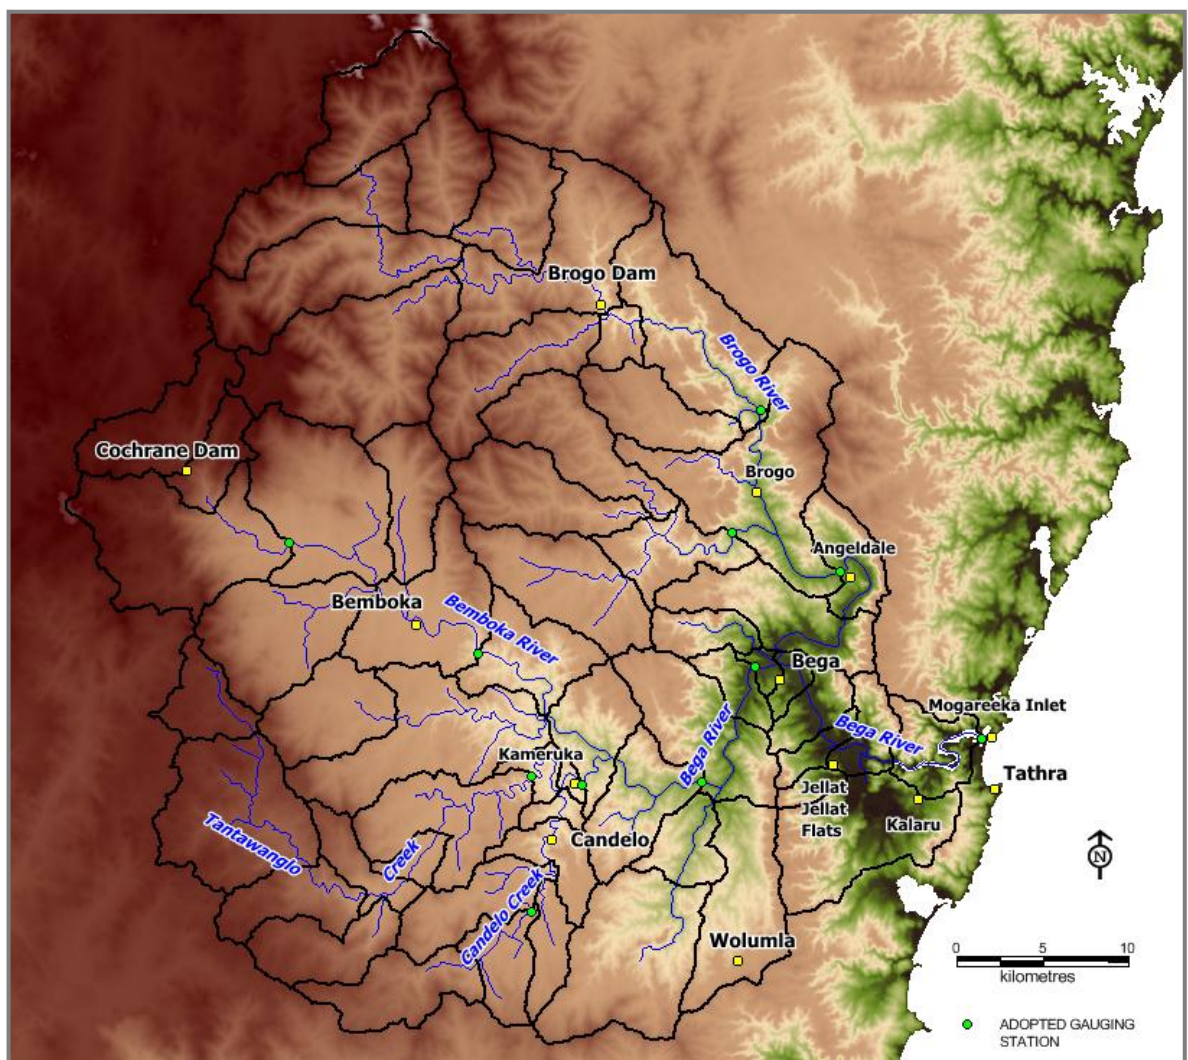 Brogo Dam
Brogo River
Cochrane Dam
Brogo
Angeldale
Bemboka
Bemboka River
Bega
Mogareeka Inlet
Bega River
Bega River
Kameruka
Tathra
Jellat
Jellat
Flats
Kalaru
Tantawanglo
Creek
Candelo
Candelo Creek
Wolumla
N
0 5 10
kilometres
ADOPTED GAUGING
STATION